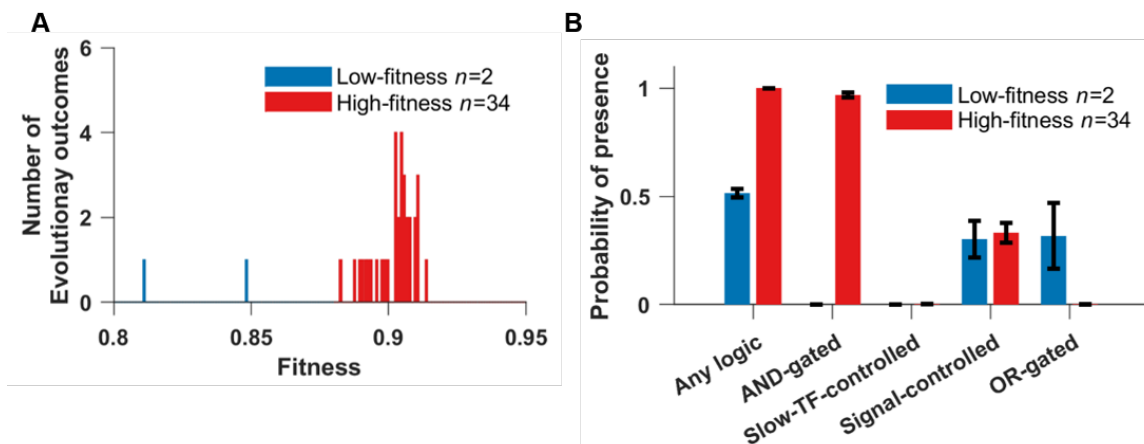 A
Number of
Evolutionay outcomes
6
4
2
0
Low-fitness n=2
High-fitness n=34
0.8
0.85
0.9
0.95
Fitness
B
Probability of presence
1
0.5
0
Low-fitness n=2
High-fitness n=34
Any logic
AND-gated
Slow-TF-controlled
Signal-controlled
OR-gated